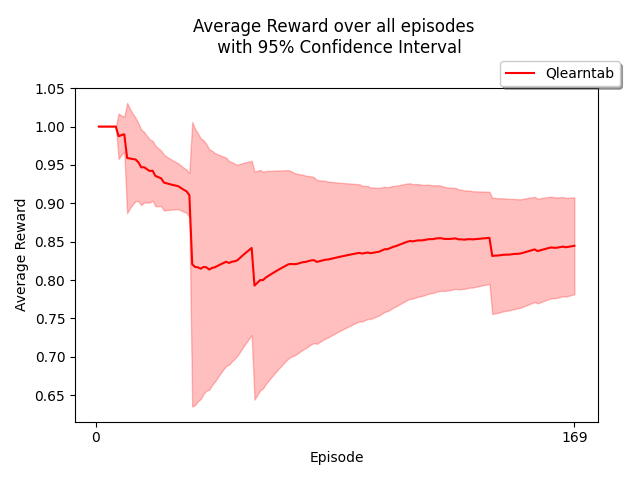 Average Reward over all episodes
with 95% Confidence Interval
Qlearntab
1.05
1.00
0.95
0.90
0.85
0.80
0.75
0.70
0.65
Average Reward
0
169
Episode